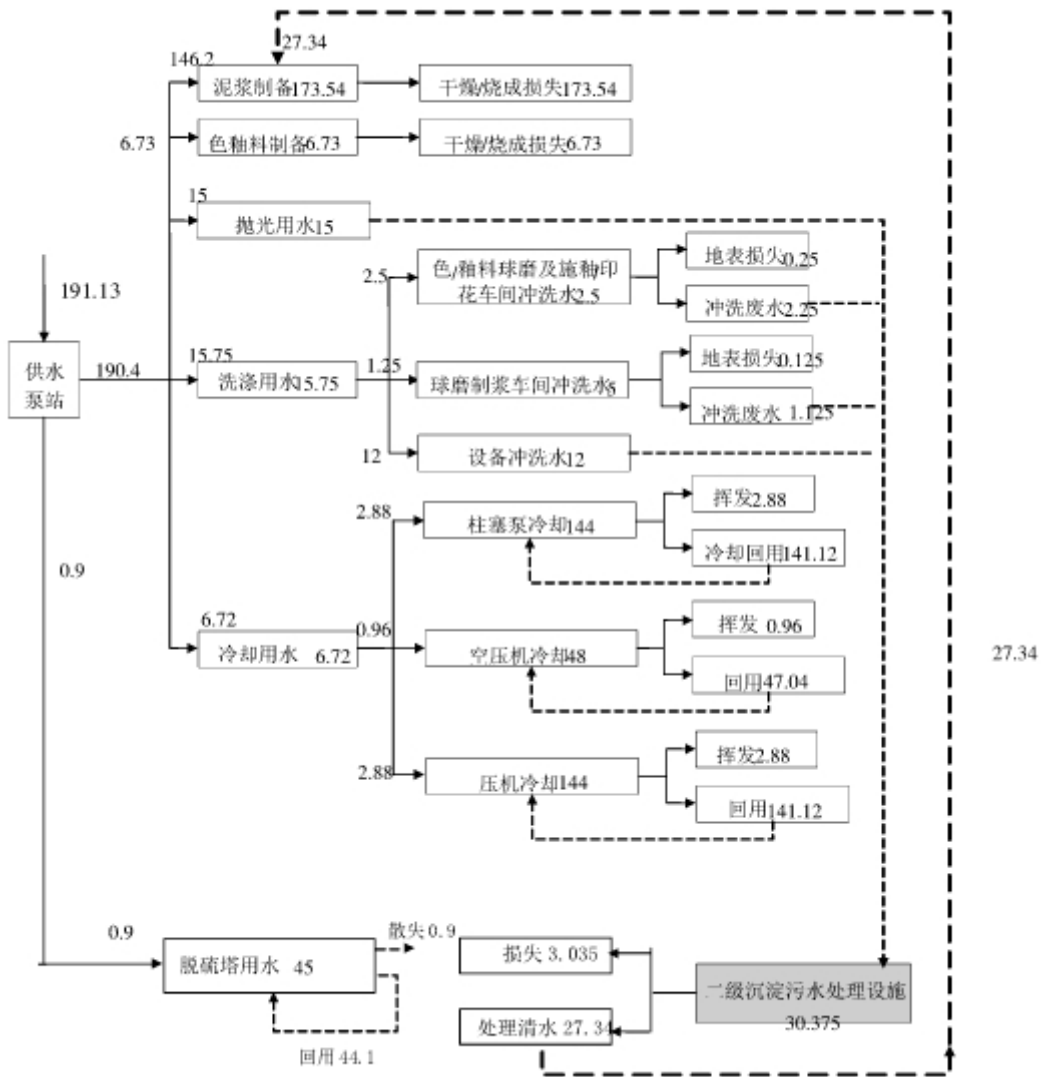 27.34
146.2
泥浆制备173.54
干燥/烧成损失173.54
6.73
色釉料制备6.73
干燥/烧成损失6.73
15
抛光用水15
191.13
供水
泵站
190.4
2.5
色/釉料球磨及施釉/印
花车间冲洗水2.5
地表损失0.25
冲洗废水2.25
15.75
洗涤用水15.75
1.25
球磨制浆车间冲洗水5
地表损失0.125
冲洗废水1.125
12
设备冲洗水12
2.88
柱塞泵冷却144
挥发2.88
冷却回用141.12
0.9
6.72
冷却用水 6.72
0.96
空压机冷却48
挥发 0.96
回用47.04
27.34
2.88
压机冷却144
挥发2.88
回用141.12
0.9
脱硫塔用水 45
散失0.9
回用44.1
损失3.035
处理清水27.34
二级沉淀污水处理设施
30.375